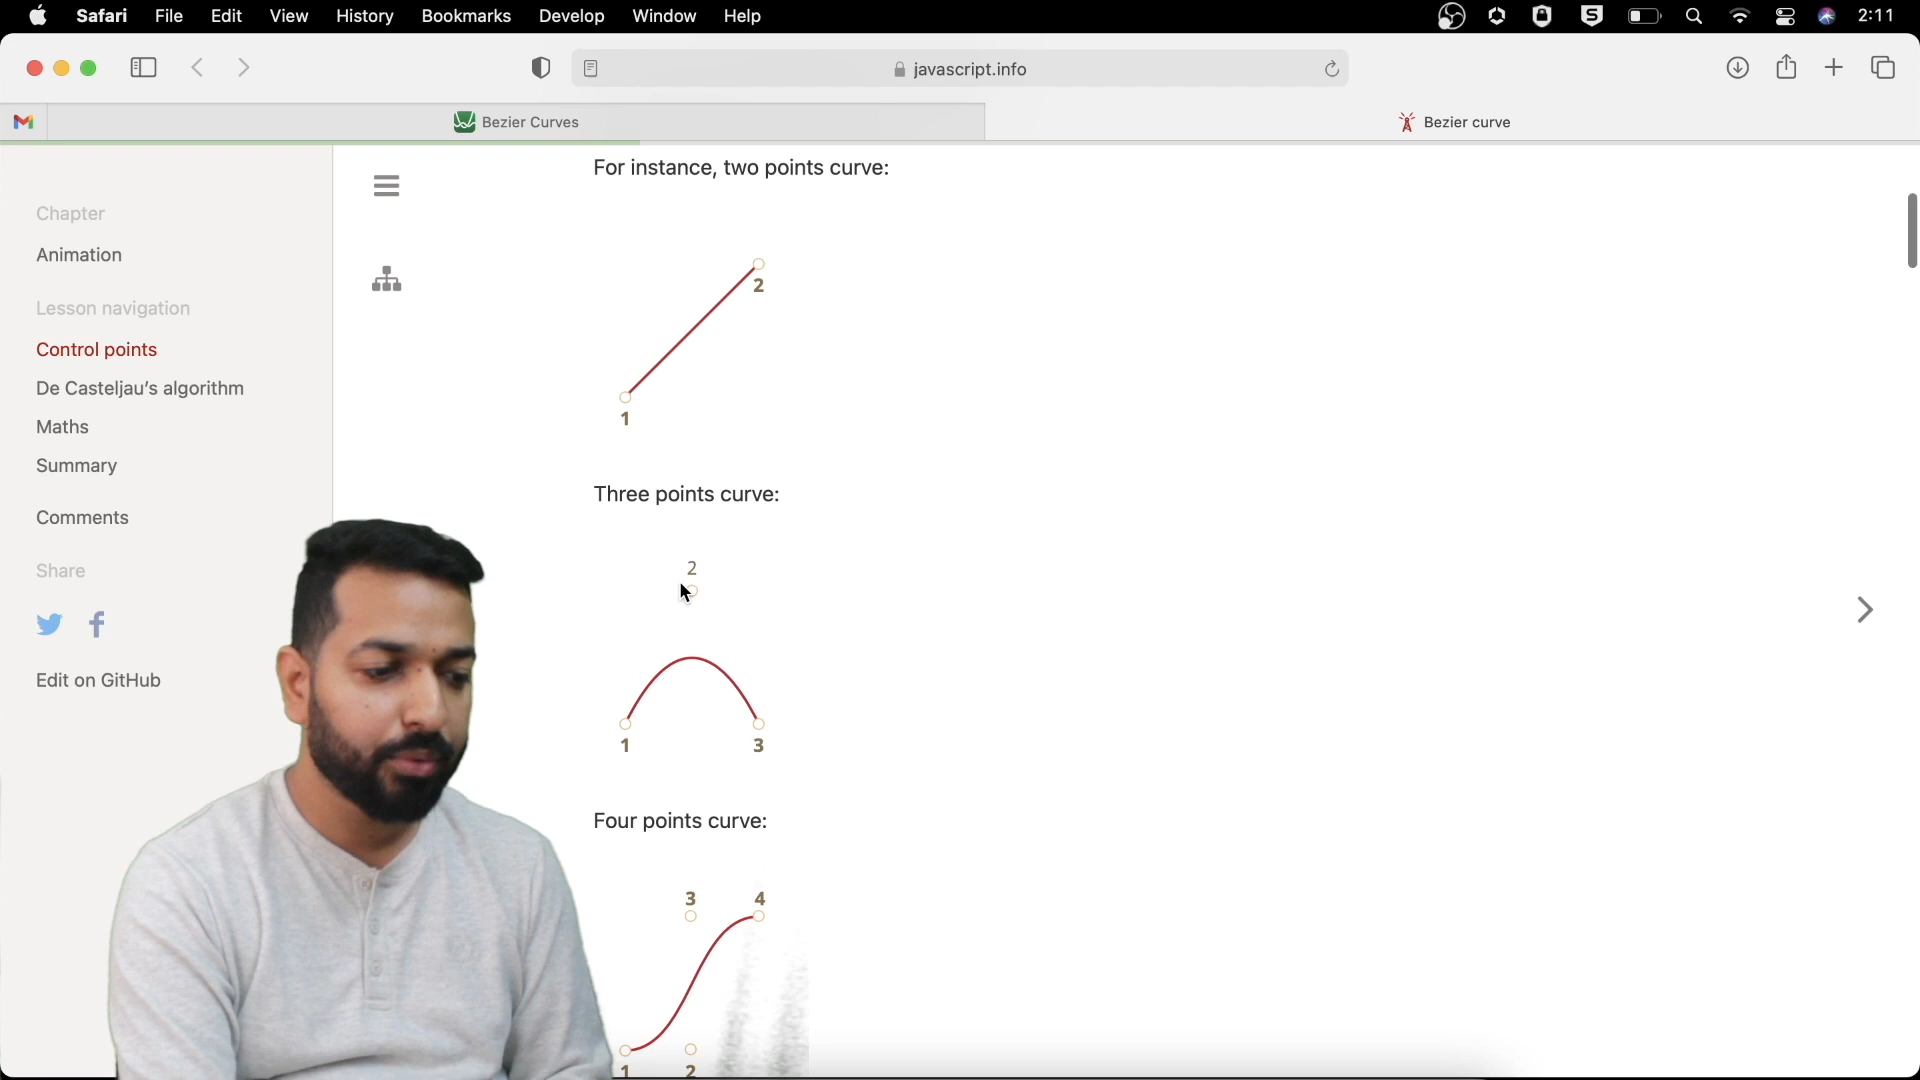 Safari File Edit View History Bookmarks Develop Window Help 2:11
javascript.info
Bezier Curves
Bezier curve
Chapter
Animation
Lesson navigation
Control points
De Casteljau's algorithm
Maths
Summary
Comments
Share
Edit on GitHub
For instance, two points curve:
2
1
Three points curve:
2
1 3
Four points curve:
3 4
1 2